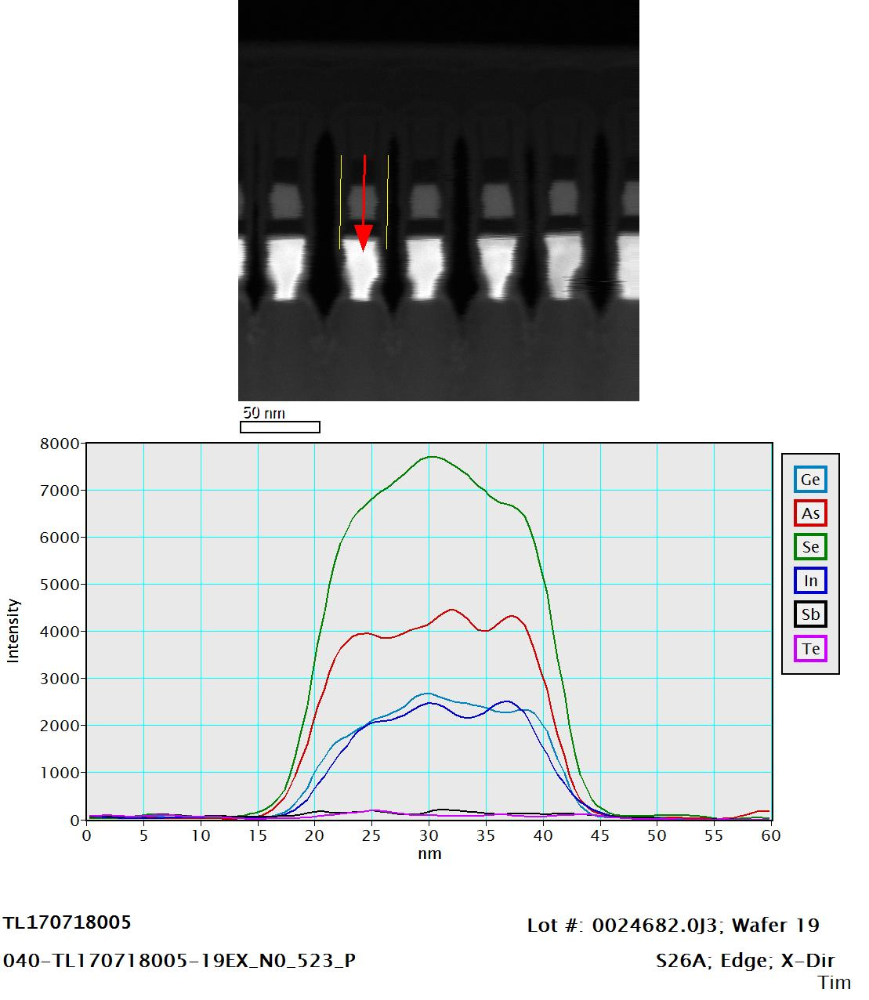 50 nm
8000
7000
6000
5000
4000
3000
2000
1000
0
Intensity
0 5 10 15 20 25 30 35 40 45 50 55 60
nm
Ge
As
Se
In
Sb
Te
TL170718005
Lot #: 0024682.0J3; Wafer 19
040-TL170718005-19EX_N0_523_P
S26A; Edge; X-Dir
Tim